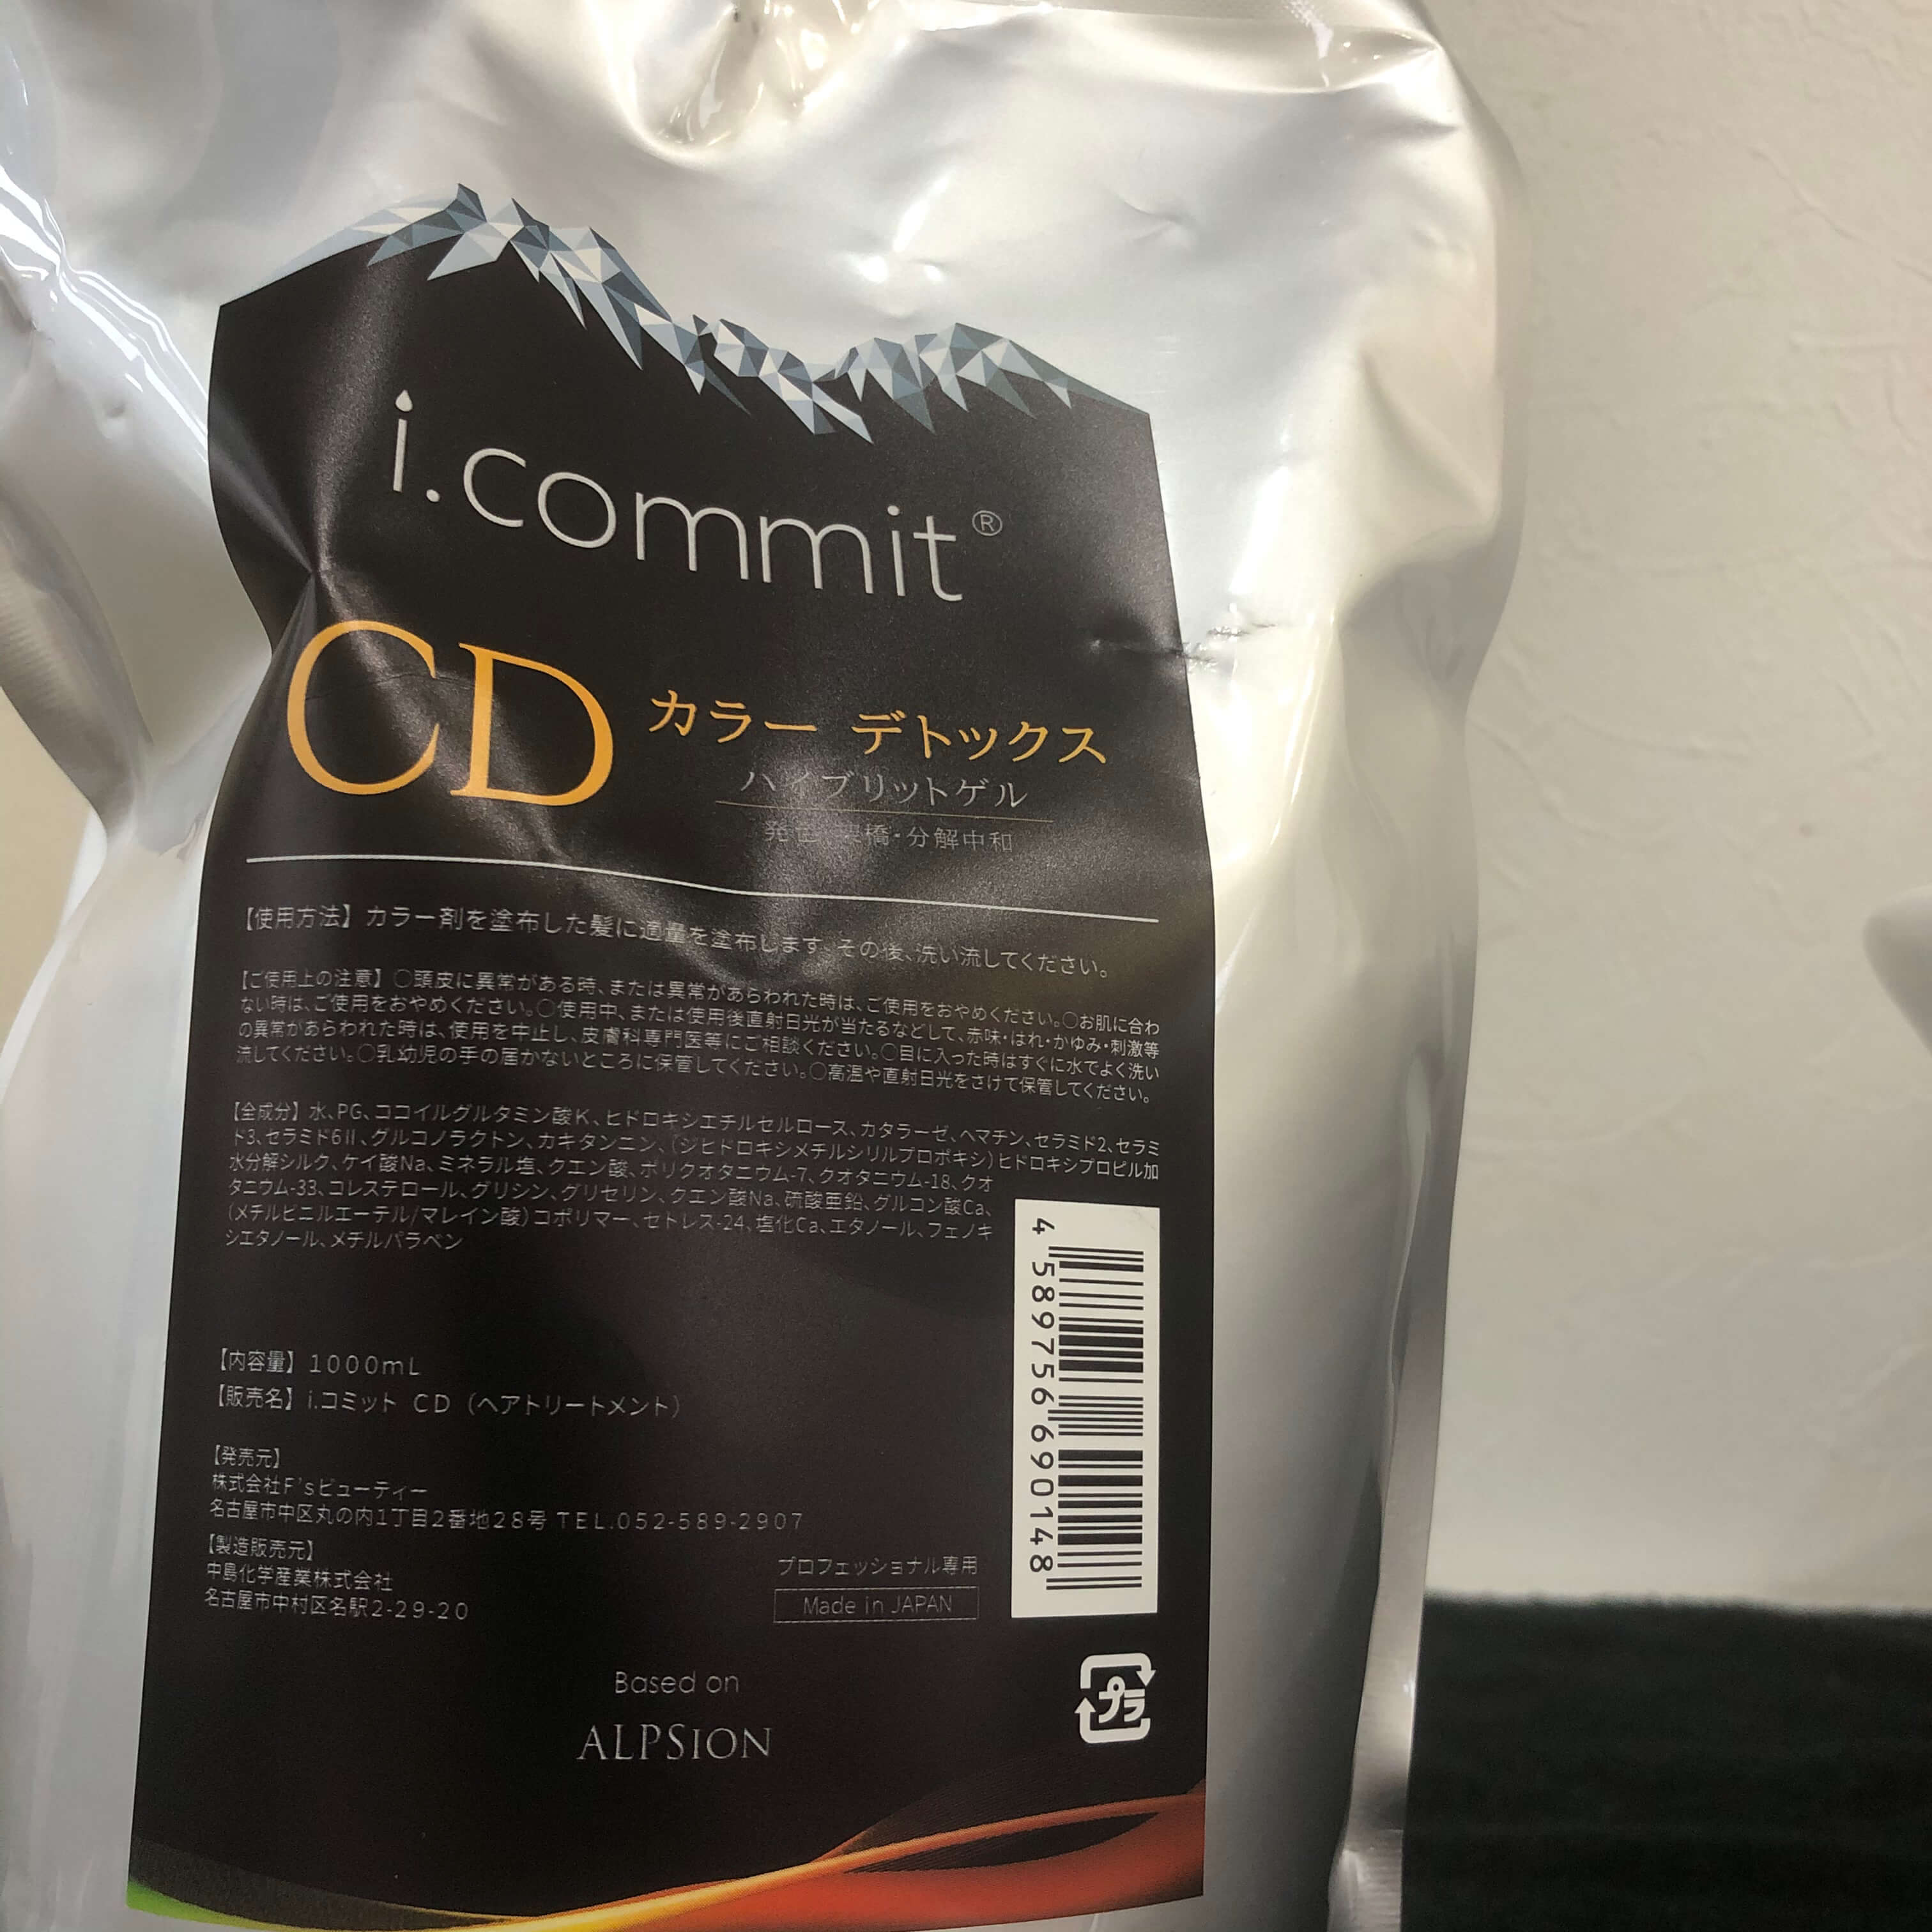 i.commit®
CD カラー デトックス
ハイブリットゲル
発色・架橋・分解中和
【使用方法】カラー剤を塗布した髪に適量を塗布します。その後、洗い流してください。
【ご使用上の注意】○頭皮に異常がある時、または異常があらわれた時は、ご使用をおやめください。○お肌に合わ
ない時は、ご使用をおやめください。○使用中、または使用後直射日光が当たるなどして、赤味・はれ・かゆみ・刺激等
の異常があらわれた時は、使用を中止し、皮膚科専門医等にご相談ください。○目に入った時はすぐに水でよく洗い
流してください。○乳幼児の手の届かないところに保管してください。○高温や直射日光をさけて保管してください。
【全成分】水、PG、ココイルグルタミン酸K、ヒドロキシエチルセルロース、カタラーゼ、ヘマチン、セラミド2、セラミ
ド3、セラミド6II、グルコノラクトン、カキタンニン、(ジヒドロキシメチルシリルプロポキシ)ヒドロキシプロピル加
水分解シルク、ケイ酸Na、ミネラル塩、クエン酸、ポリクオタニウム-7、クオタニウム-18、クオ
タニウム-33、コレステロール、グリシン、グリセリン、クエン酸Na、硫酸亜鉛、グルコン酸Ca、
(メチルビニルエーテル/マレイン酸)コポリマー、セトレス-24、塩化Ca、エタノール、フェノキ
シエタノール、メチルパラベン
4 589756 690148
【内容量】1000mL
【販売名】i.コミット CD (ヘアトリートメント)
【発売元】
株式会社F'sビューティー
名古屋市中区丸の内1丁目2番地28号 TEL.052-589-2907
【製造販売元】
中島化学産業株式会社
名古屋市中村区名駅2-29-20
プロフェッショナル専用
Made in JAPAN
プラ
Based on
ALPSION